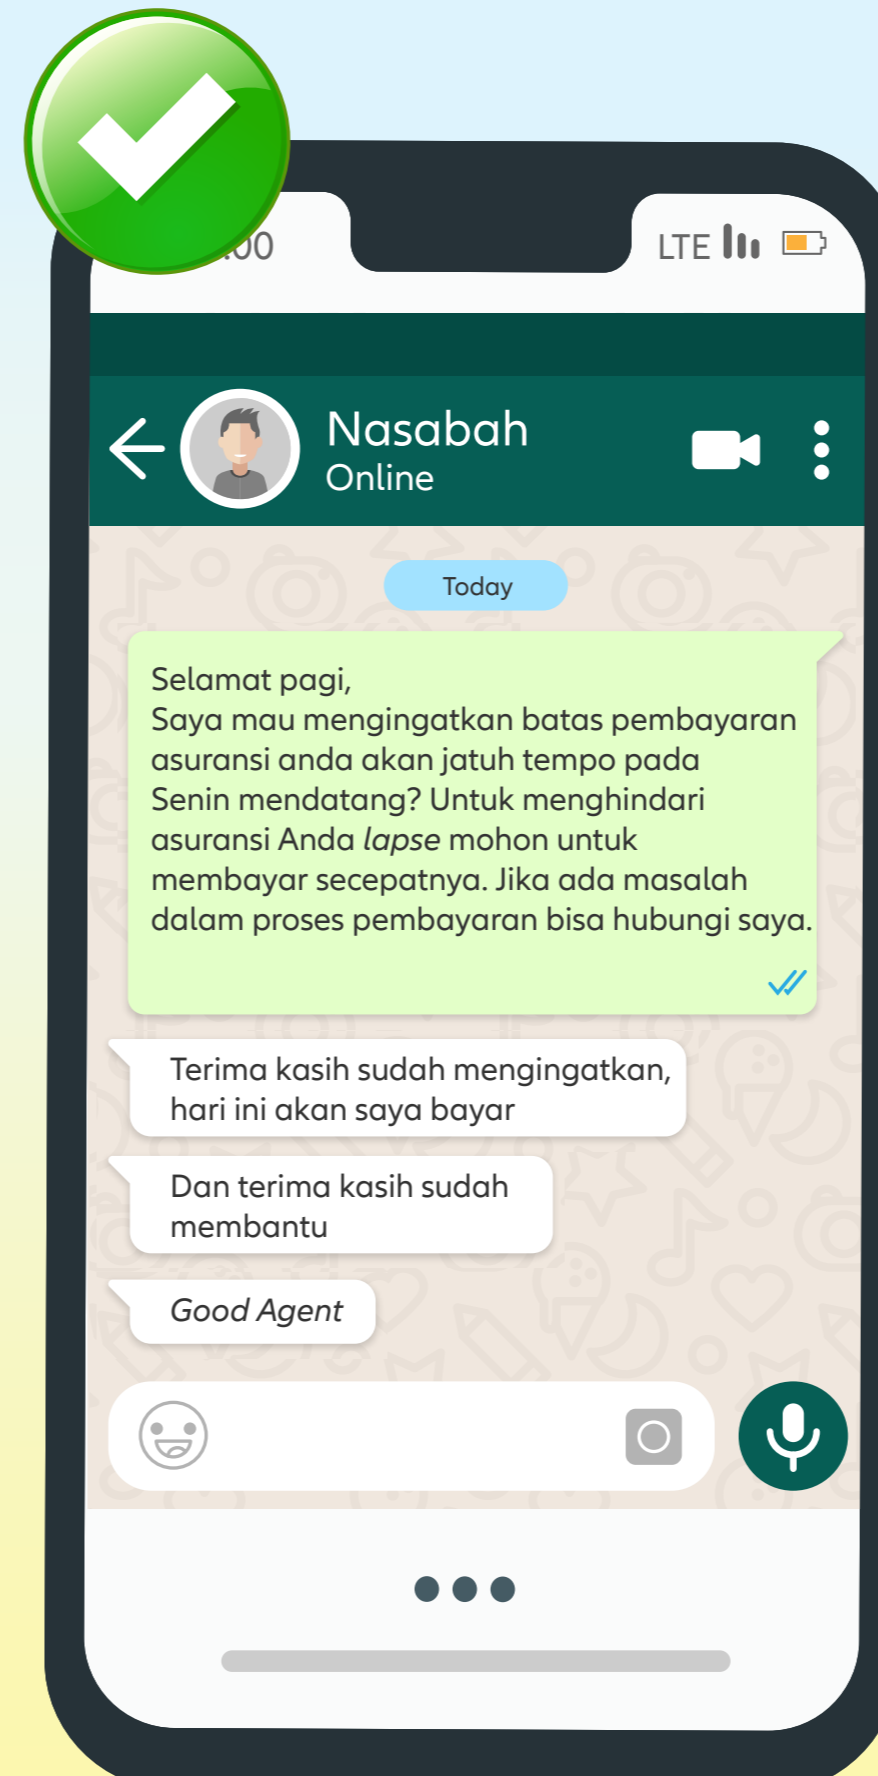 :00
LTE
Nasabah
Online
Today
Selamat pagi,
Saya mau mengingatkan batas pembayaran
asuransi anda akan jatuh tempo pada
Senin mendatang? Untuk menghindari
asuransi Anda lapse mohon untuk
membayar secepatnya. Jika ada masalah
dalam proses pembayaran bisa hubungi saya.
Terima kasih sudah mengingatkan,
hari ini akan saya bayar
Dan terima kasih sudah
membantu
Good Agent